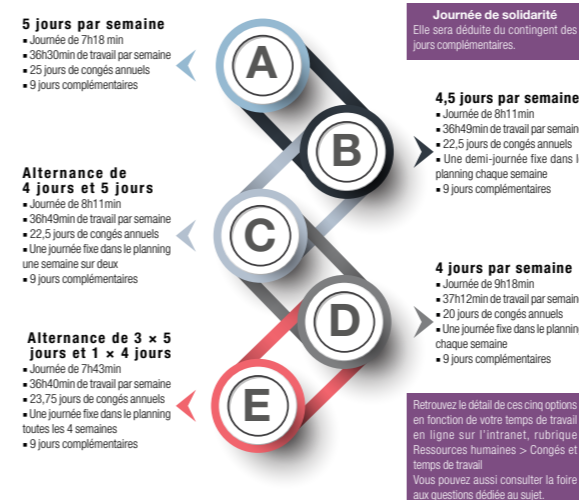 5 jours par semaine
▪ Journée de 7h18 min
▪ 36h30min de travail par semaine
▪ 25 jours de congés annuels
▪ 9 jours complémentaires
A
Journée de solidarité
Elle sera déduite du contingent des
jours complémentaires.
B
4,5 jours par semaine
▪ Journée de 8h11min
▪ 36h49min de travail par semain
▪ 22,5 jours de congés annuels
▪ Une demi-journée fixe dans l
planning chaque semaine
▪ 9 jours complémentaires
Alternance de
4 jours et 5 jours
▪ Journée de 8h11min
▪ 36h49min de travail par semaine
▪ 22,5 jours de congés annuels
▪ Une journée fixe dans le planning
une semaine sur deux
▪ 9 jours complémentaires
C
D
4 jours par semaine
▪ Journée de 9h18min
▪ 37h12min de travail par semain
▪ 20 jours de congés annuels
▪ Une journée fixe dans le planning
chaque semaine
▪ 9 jours complémentaires
Alternance de 3 × 5
jours et 1 × 4 jours
▪ Journée de 7h43min
▪ 36h40min de travail par semaine
▪ 23,75 jours de congés annuels
▪ Une journée fixe dans le planning
toutes les 4 semaines
▪ 9 jours complémentaires
E
Retrouvez le détail de ces cinq options
en fonction de votre temps de travail
en ligne sur l'intranet, rubrique
Ressources humaines > Congés et
temps de travail
Vous pouvez aussi consulter la foire
aux questions dédiée au sujet.